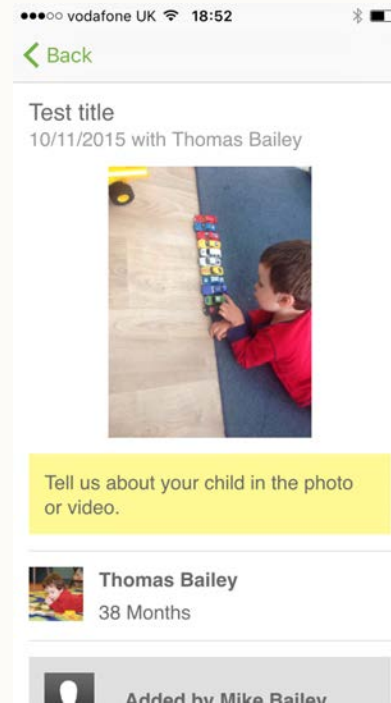 vodafone UK 18:52
Back
Test title
10/11/2015 with Thomas Bailey
Tell us about your child in the photo
or video.
Thomas Bailey
38 Months
Added by Mike Bailey